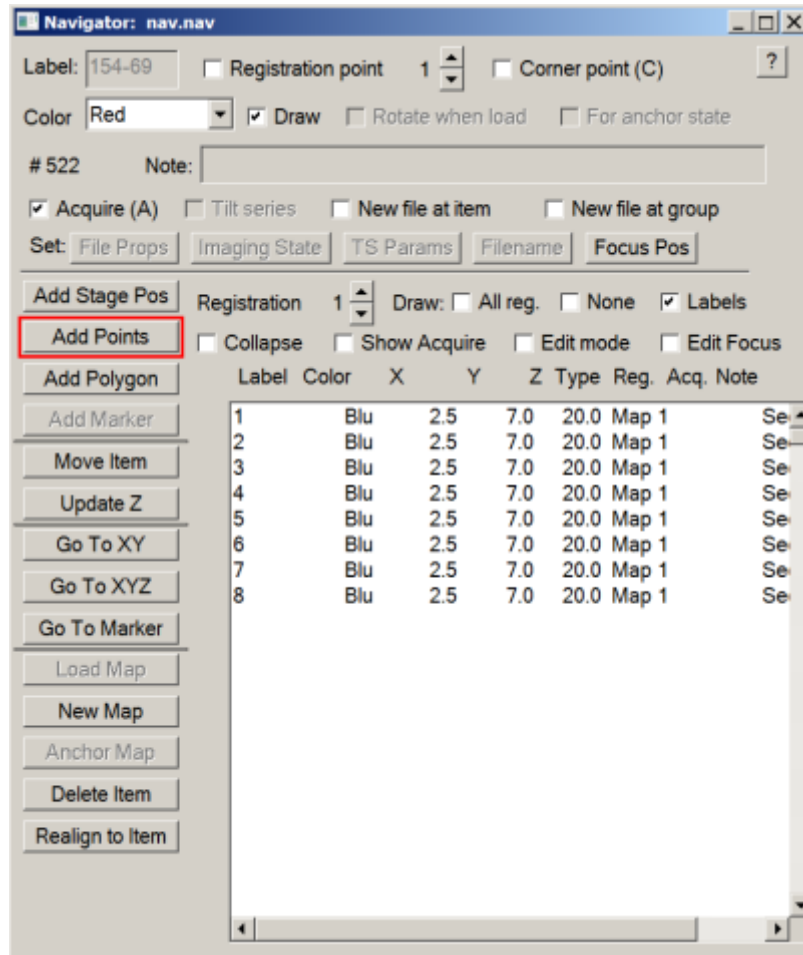 Navigator: nav.nav
Label: 154-69 Registration point 1 Corner point (C) ?
Color Red Draw Rotate when load For anchor state
# 522 Note:
Acquire (A) Tilt series New file at item New file at group
Set: File Props Imaging State TS Params Filename Focus Pos
Add Stage Pos Registration 1 Draw: All reg. None Labels
Add Points Collapse Show Acquire Edit mode Edit Focus
Add Polygon Label Color X Y Z Type Reg. Acq. Note
Add Marker
Move Item
Update Z
Go To XY
Go To XYZ
Go To Marker
Load Map
New Map
Anchor Map
Delete Item
Realign to Item
1 Blu 2.5 7.0 20.0 Map 1 Se
2 Blu 2.5 7.0 20.0 Map 1 Se
3 Blu 2.5 7.0 20.0 Map 1 Se
4 Blu 2.5 7.0 20.0 Map 1 Se
5 Blu 2.5 7.0 20.0 Map 1 Se
6 Blu 2.5 7.0 20.0 Map 1 Se
7 Blu 2.5 7.0 20.0 Map 1 Se
8 Blu 2.5 7.0 20.0 Map 1 Se